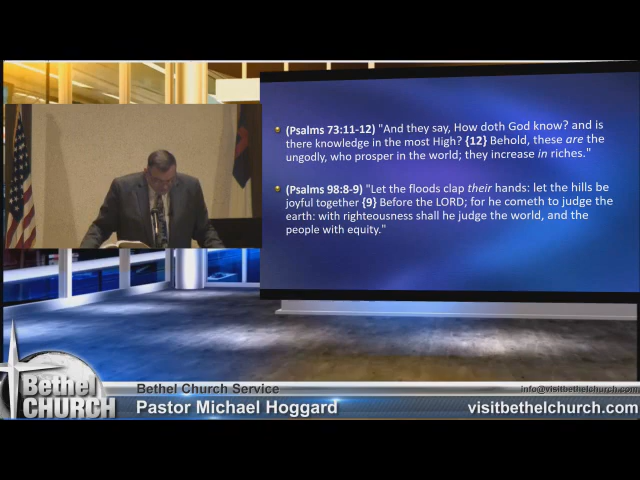 (Psalms 73:11-12) "And they say, How doth God know? and is
there knowledge in the most High? {12} Behold, these are the
ungodly, who prosper in the world; they increase in riches."
(Psalms 98:8-9) "Let the floods clap their hands: let the hills be
joyful together {9} Before the LORD; for he cometh to judge the
earth: with righteousness shall he judge the world, and the
people with equity."
Bethel
CHURCH
Bethel Church Service
info@visitbethelchurch.com
Pastor Michael Hoggard
visitbethelchurch.com